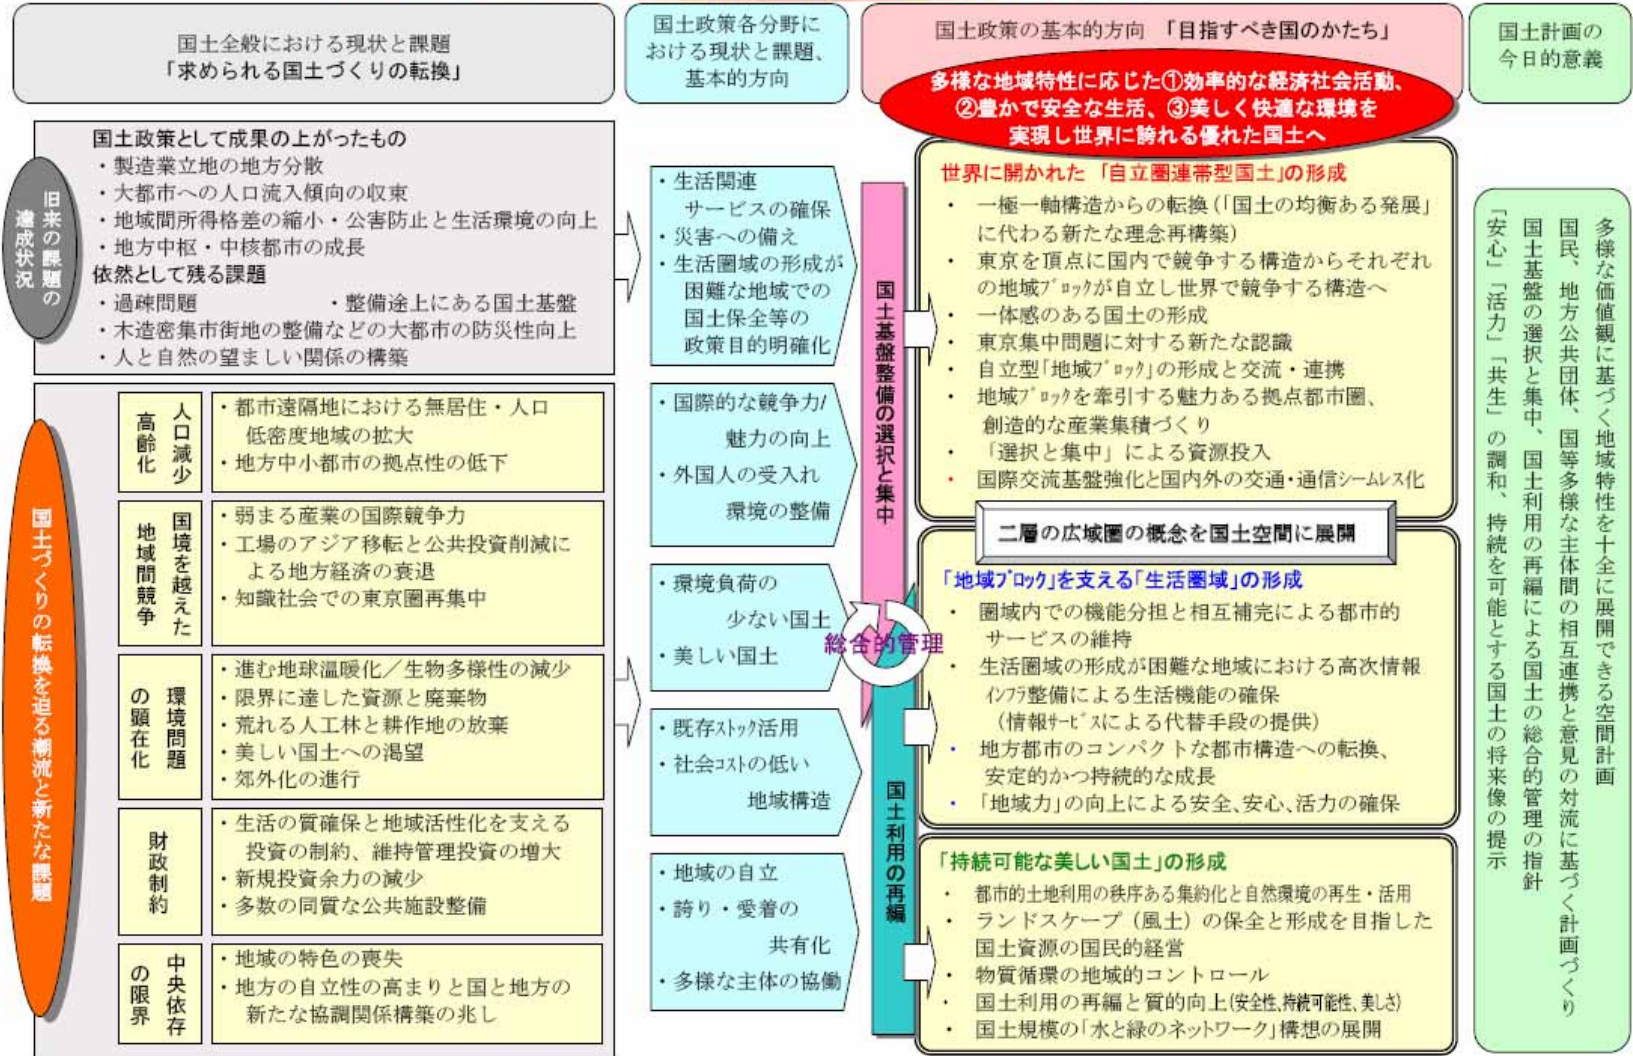 国土全般における現状と課題
「求められる国土づくりの転換」
国土政策各分野に
おける現状と課題、
基本的方向
国土政策の基本的方向 「目指すべき国のかたち」
多様な地域特性に応じた①効率的な経済社会活動、
②豊かで安全な生活、③美しく快適な環境を
実現し世界に誇れる優れた国土へ
国土計画の
今日的意義
旧来の課題の
達成状況
国土政策として成果の上がったもの
・製造業立地の地方分散
・大都市への人口流入傾向の収束
・地域間所得格差の縮小・公害防止と生活環境の向上
・地方中枢・中核都市の成長
依然として残る課題
・過疎問題 ・整備途上にある国土基盤
・木造密集市街地の整備などの大都市の防災性向上
・人と自然の望ましい関係の構築
国土づくりの転換を迫る潮流と新たな課題
人口減少
高齢化
・都市遠隔地における無居住・人口
低密度地域の拡大
・地方中小都市の拠点性の低下
国境を越えた
地域間競争
・弱まる産業の国際競争力
・工場のアジア移転と公共投資削減に
よる地方経済の衰退
・知識社会での東京圏再集中
環境問題
の顕在化
・進む地球温暖化／生物多様性の減少
・限界に達した資源と廃棄物
・荒れる人工林と耕作地の放棄
・美しい国土への渇望
・郊外化の進行
財政制約
・生活の質確保と地域活性化を支える
投資の制約、維持管理投資の増大
・新規投資余力の減少
・多数の同質な公共施設整備
中央依存
の限界
・地域の特色の喪失
・地方の自立性の高まりと国と地方の
新たな協調関係構築の兆し
・生活関連
サービスの確保
・災害への備え
・生活圏域の形成が
困難な地域での
国土保全等の
政策目的明確化
・国際的な競争力/
魅力の向上
・外国人の受入れ
環境の整備
・環境負荷の
少ない国土
・美しい国土
・既存ストック活用
・社会コストの低い
地域構造
・地域の自立
・誇り・愛着の
共有化
・多様な主体の協働
国土基盤整備の選択と集中
総合的管理
国土利用の再編
世界に開かれた 「自立圏連帯型国土」の形成
・ 一極一軸構造からの転換（「国土の均衡ある発展」
に代わる新たな理念再構築）
・ 東京を頂点に国内で競争する構造からそれぞれ
の地域ブロックが自立し世界で競争する構造へ
・ 一体感のある国土の形成
・ 東京集中問題に対する新たな認識
・ 自立型「地域ブロック」の形成と交流・連携
・ 地域ブロックを牽引する魅力ある拠点都市圏、
創造的な産業集積づくり
・ 「選択と集中」による資源投入
・ 国際交流基盤強化と国内外の交通・通信シームレス化
二層の広域圏の概念を国土空間に展開
「地域ブロック」を支える「生活圏域」の形成
・ 圏域内での機能分担と相互補完による都市的
サービスの維持
・ 生活圏域の形成が困難な地域における高次情報
インフラ整備による生活機能の確保
（情報サービスによる代替手段の提供）
・ 地方都市のコンパクトな都市構造への転換、
安定的かつ持続的な成長
・ 「地域力」の向上による安全、安心、活力の確保
「持続可能な美しい国土」の形成
・ 都市的土地利用の秩序ある集約化と自然環境の再生・活用
・ ランドスケープ（風土）の保全と形成を目指した
国土資源の国民的経営
・ 物質循環の地域的コントロール
・ 国土利用の再編と質的向上(安全性、持続可能性、美しさ)
・ 国土規模の「水と緑のネットワーク」構想の展開
多様な価値観に基づく地域特性を十全に展開できる空間計画
国民、地方公共団体、国等多様な主体間の相互連携と意見の対流に基づく計画づくり
国土基盤の選択と集中、国土利用の再編による国土の総合的管理の指針
「安心」「活力」「共生」の調和、持続を可能とする国土の将来像の提示